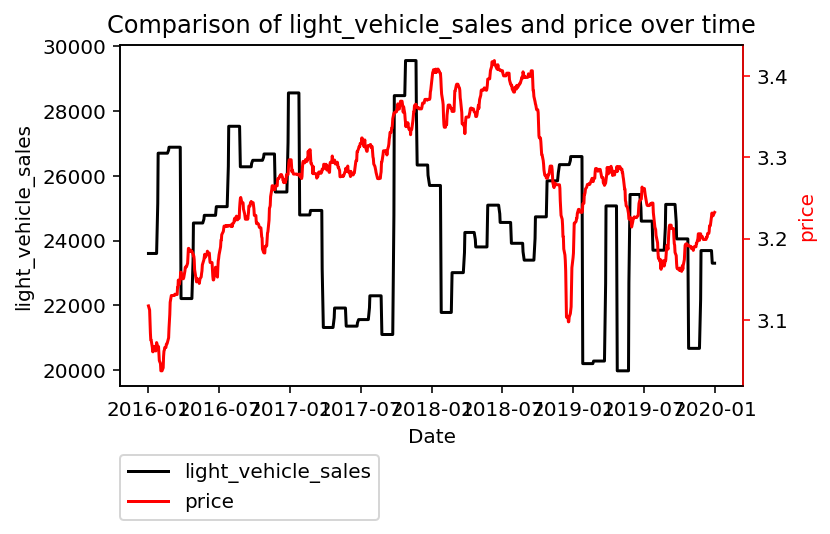 Comparison of light_vehicle_sales and price over time
30000
28000
26000
24000
22000
20000
light_vehicle_sales
3.4
3.3
3.2
3.1
price
2016-01 2016-07 2017-01 2017-07 2018-01 2018-07 2019-01 2019-07 2020-01
Date
light_vehicle_sales
price